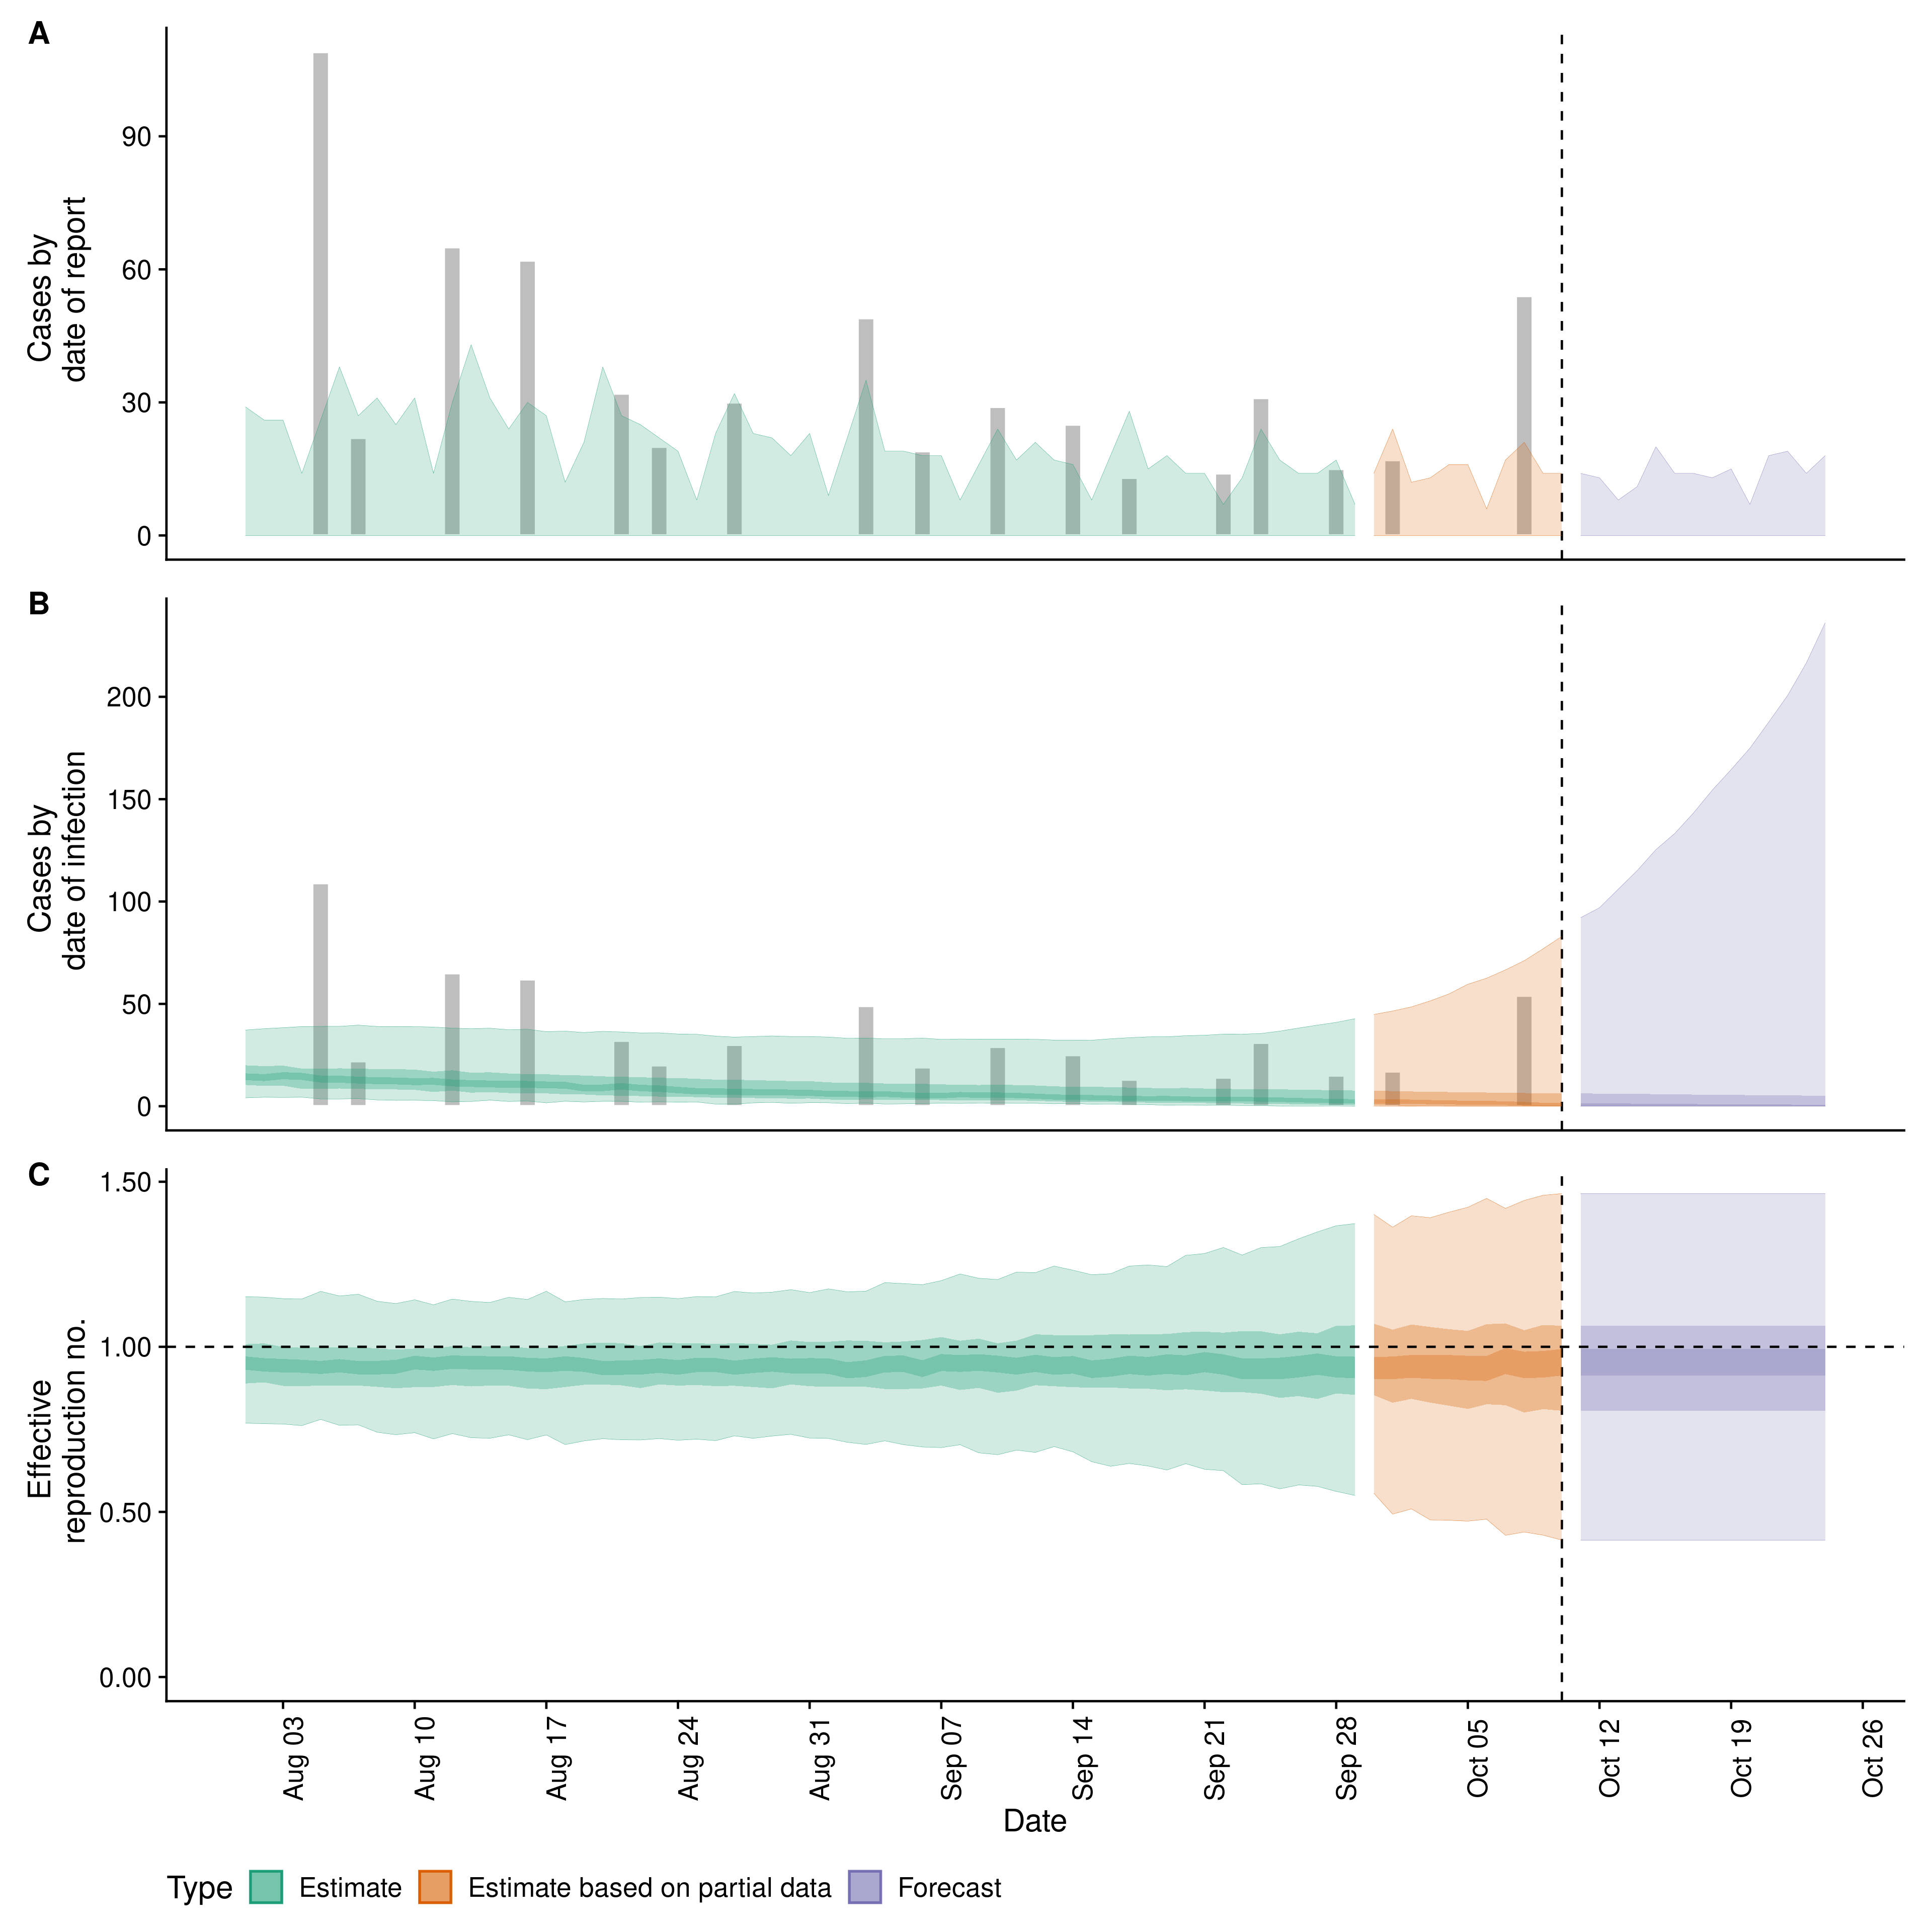 A
Cases by
date of report
90
60
30
0
B
Cases by
date of infection
200
150
100
50
0
C
Effective
reproduction no.
1.50
1.00
0.50
0.00
Aug 03
Aug 10
Aug 17
Aug 24
Aug 31
Sep 07
Sep 14
Sep 21
Sep 28
Oct 05
Oct 12
Oct 19
Oct 26
Date
Type Estimate Estimate based on partial data Forecast